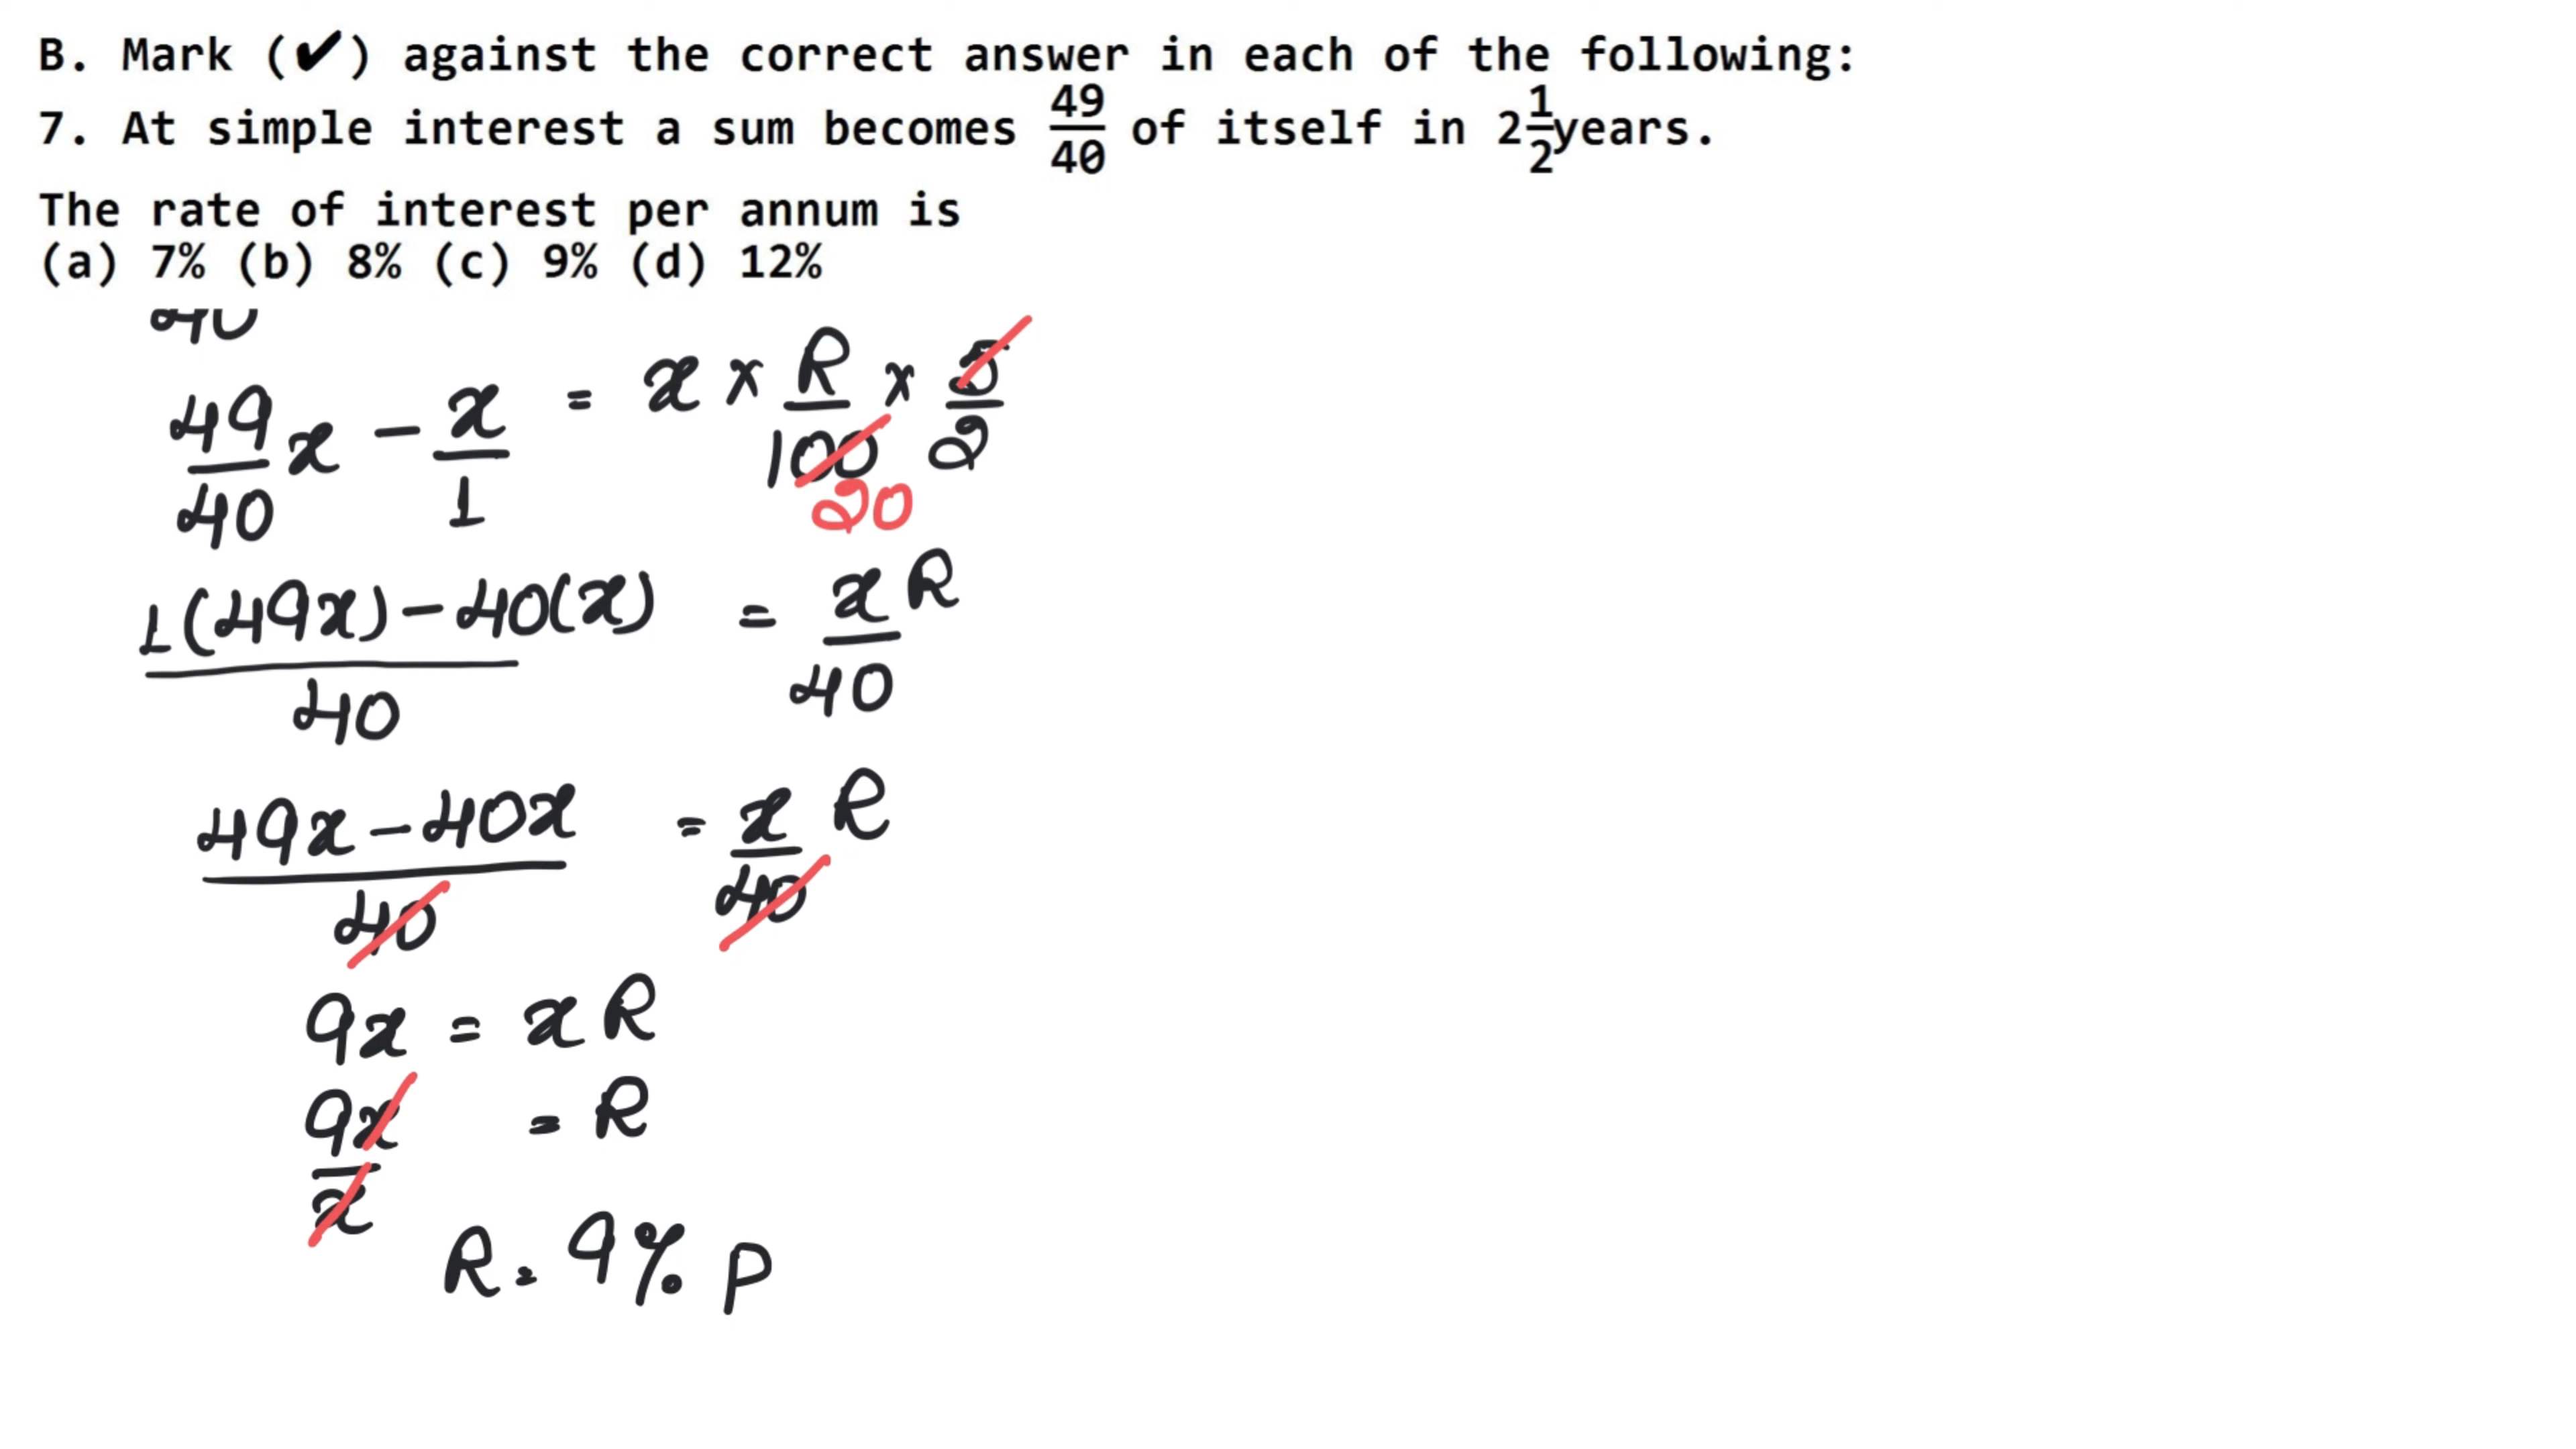 B. Mark (✔) against the correct answer in each of the following:
7. At simple interest a sum becomes 49/40 of itself in 2 1/2 years.
The rate of interest per annum is
(a) 7% (b) 8% (c) 9% (d) 12%
40
49/40 x - x/1 = x × R/100 × 5/2
20
1(49x) - 40(x) / 40 = xR/40
49x - 40x / 40 = x/40 R
9x = xR
9x/x = R
R = 9% P